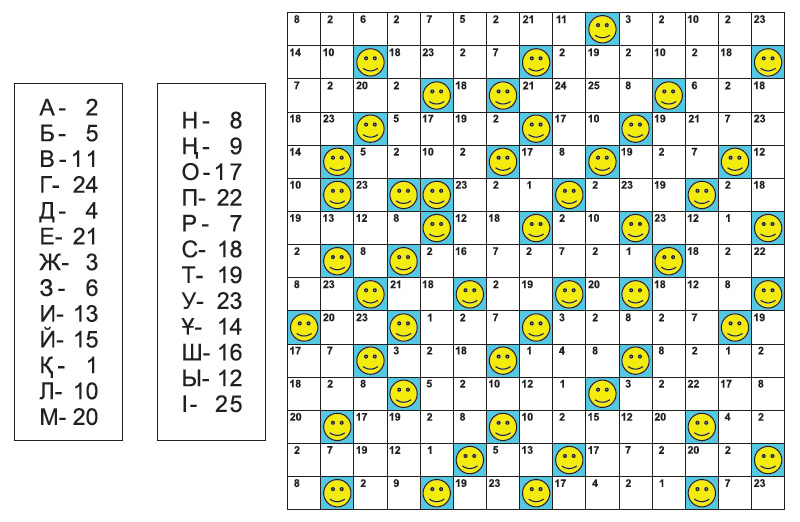 А - 2
Б - 5
В - 11
Г - 24
Д - 4
Е - 21
Ж - 3
З - 6
И - 13
Й - 15
Қ - 1
Л - 10
М - 20
Н - 8
Ң - 9
О - 17
П - 22
Р - 7
С - 18
Т - 19
У - 23
Ұ - 14
Ш - 16
Ы - 12
І - 25
8 2 6 2 7 5 2 21 11 3 2 10 2 23
14 10 18 23 2 7 2 19 2 10 2 18
7 2 20 2 18 21 24 25 8 6 2 18
18 23 5 17 19 2 17 10 19 21 7 23
14 5 2 10 2 17 8 19 2 7 12
10 23 23 2 1 2 23 19 2 18
19 13 12 8 12 18 2 10 23 12 1
2 8 2 16 7 2 7 2 1 18 2 22
8 23 21 18 2 19 20 18 12 8
20 23 1 2 7 3 2 8 2 7 19
17 7 3 2 18 1 4 8 8 2 1 2
18 2 8 5 2 10 12 1 3 2 22 17 8
20 17 19 2 8 10 2 15 12 20 4 2
2 7 19 12 1 5 13 17 7 2 20 2
8 2 9 19 23 17 4 2 1 7 23